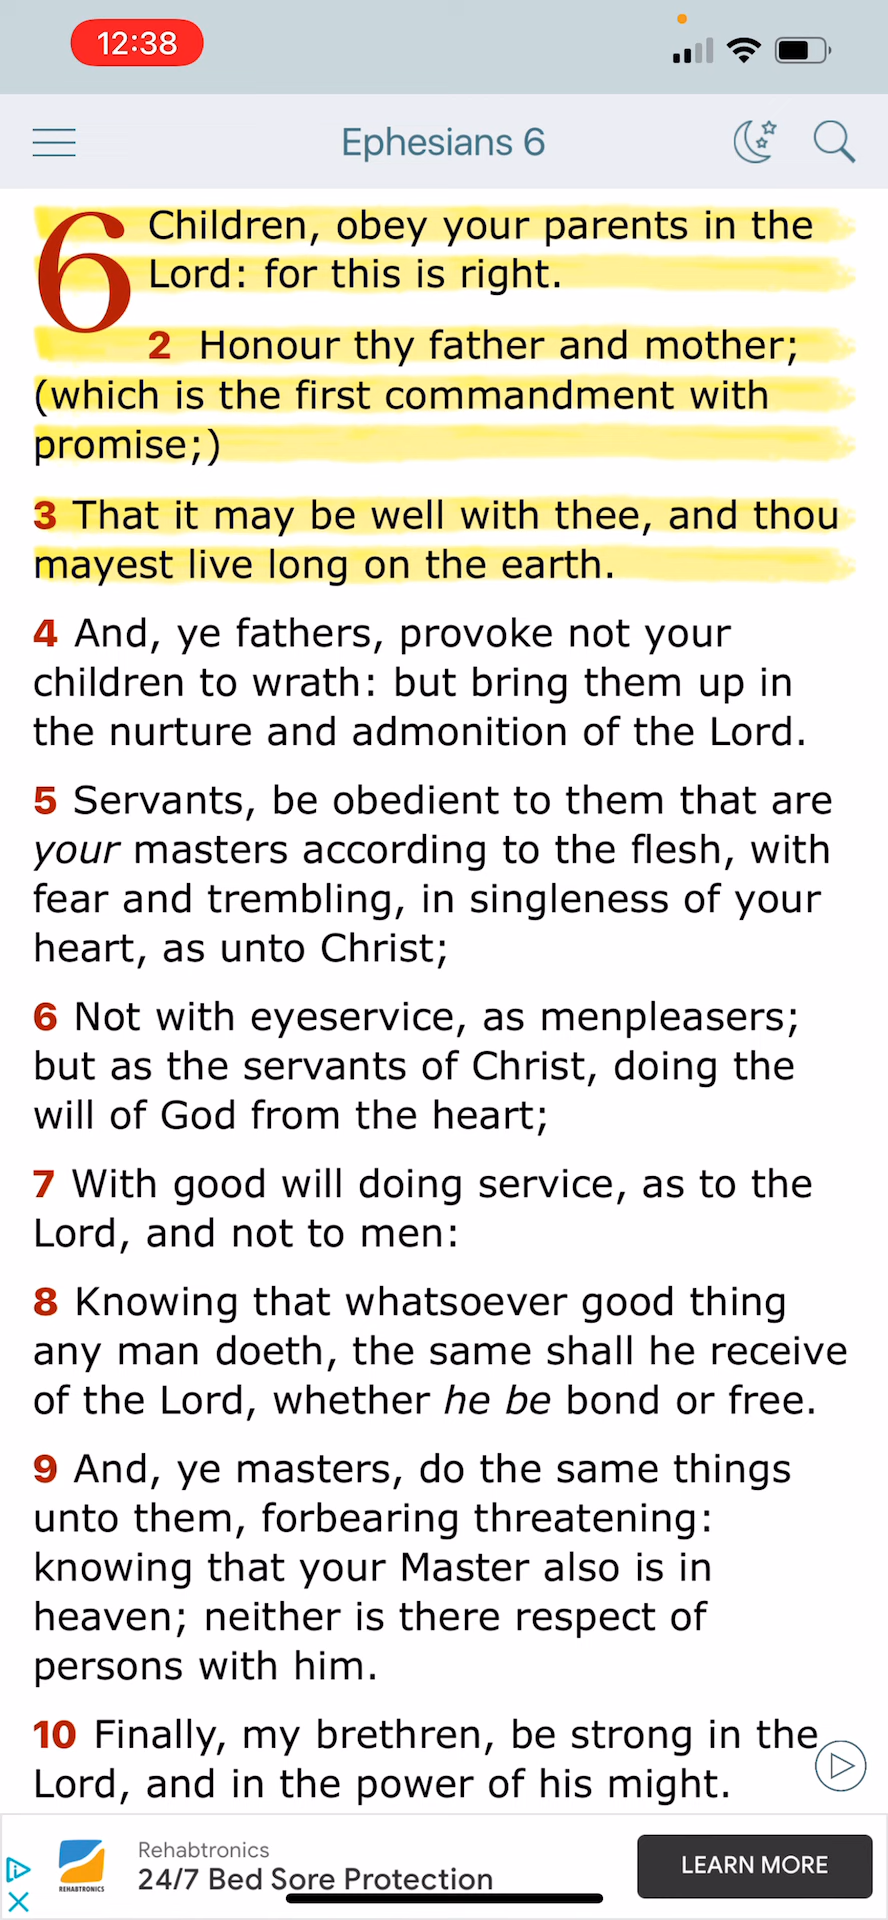 12:38
Ephesians 6
6 Children, obey your parents in the
Lord: for this is right.
2 Honour thy father and mother;
(which is the first commandment with
promise;)
3 That it may be well with thee, and thou
mayest live long on the earth.
4 And, ye fathers, provoke not your
children to wrath: but bring them up in
the nurture and admonition of the Lord.
5 Servants, be obedient to them that are
your masters according to the flesh, with
fear and trembling, in singleness of your
heart, as unto Christ;
6 Not with eyeservice, as menpleasers;
but as the servants of Christ, doing the
will of God from the heart;
7 With good will doing service, as to the
Lord, and not to men:
8 Knowing that whatsoever good thing
any man doeth, the same shall he receive
of the Lord, whether he be bond or free.
9 And, ye masters, do the same things
unto them, forbearing threatening:
knowing that your Master also is in
heaven; neither is there respect of
persons with him.
10 Finally, my brethren, be strong in the
Lord, and in the power of his might.
Rehabtronics
24/7 Bed Sore Protection
REHABTRONICS
LEARN MORE